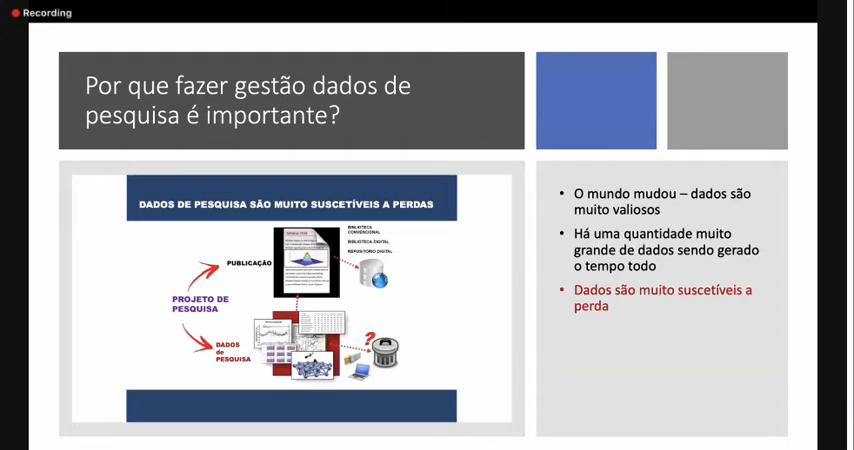 Recording
Por que fazer gestão dados de
pesquisa é importante?
DADOS DE PESQUISA SÃO MUITO SUSCETÍVEIS A PERDAS
BIBLIOTECA
CONVENCIONAL
BIBLIOTECA DIGITAL
REPOSITÓRIO DIGITAL
PUBLICAÇÃO
PROJETO DE
PESQUISA
DADOS
de
PESQUISA
?
• O mundo mudou – dados são
muito valiosos
• Há uma quantidade muito
grande de dados sendo gerado
o tempo todo
• Dados são muito suscetíveis a
perda